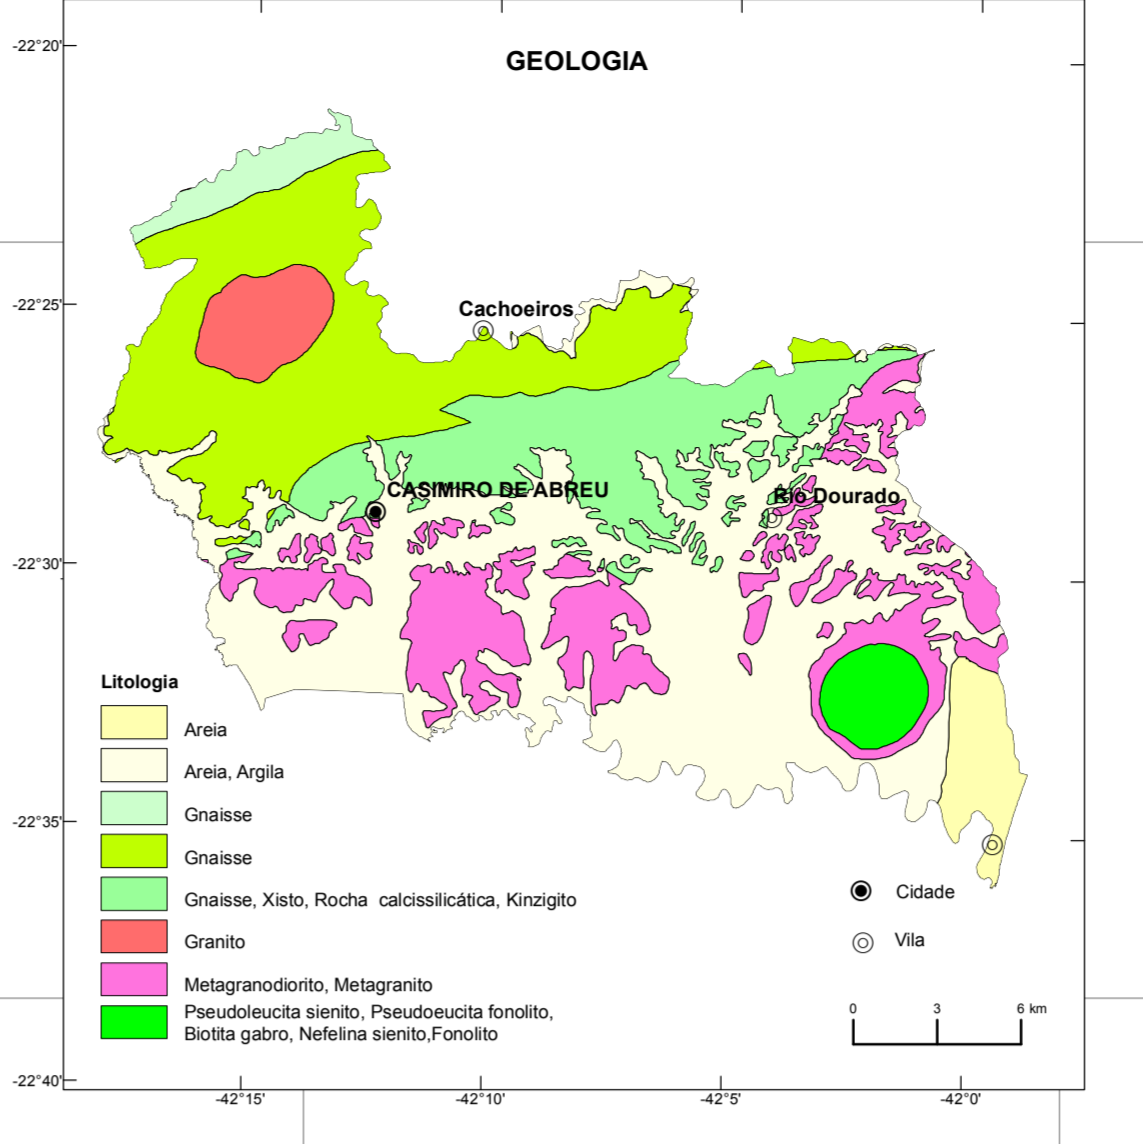 GEOLOGIA
-22°20'
-22°25'
Cachoeiros
CASIMIRO DE ABREU
Rio Dourado
-22°30'
Litologia
Areia
Areia, Argila
Gnaisse
-22°35'
Gnaisse
Gnaisse, Xisto, Rocha calcissilicática, Kinzigito
Granito
Metagranodiorito, Metagranito
Pseudoleucita sienito, Pseudoeucita fonolito,
Biotita gabro, Nefelina sienito,Fonolito
Cidade
Vila
0 3 6 km
-22°40'
-42°15' -42°10' -42°5' -42°0'